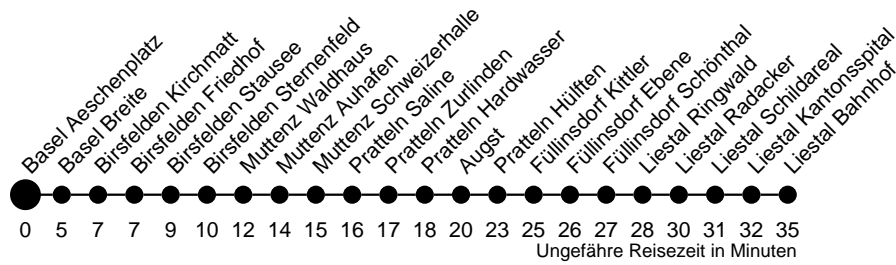 Basel Aeschenplatz
Basel Breite
Birsfelden Kirchmatt
Birsfelden Friedhof
Birsfelden Stausee
Birsfelden Sternenfeld
Muttenz Waldhaus
Muttenz Auhafen
Muttenz Schweizerhalle
Pratteln Saline
Pratteln Zurlinden
Pratteln Hardwasser
Augst
Pratteln Hülften
Füllinsdorf Kittler
Füllinsdorf Ebene
Füllinsdorf Schönthal
Liestal Ringwald
Liestal Radacker
Liestal Schildareal
Liestal Kantonsspital
Liestal Bahnhof
0 5 7 7 9 10 12 14 15 16 17 18 20 23 25 26 27 28 30 31 32 35
Ungefähre Reisezeit in Minuten